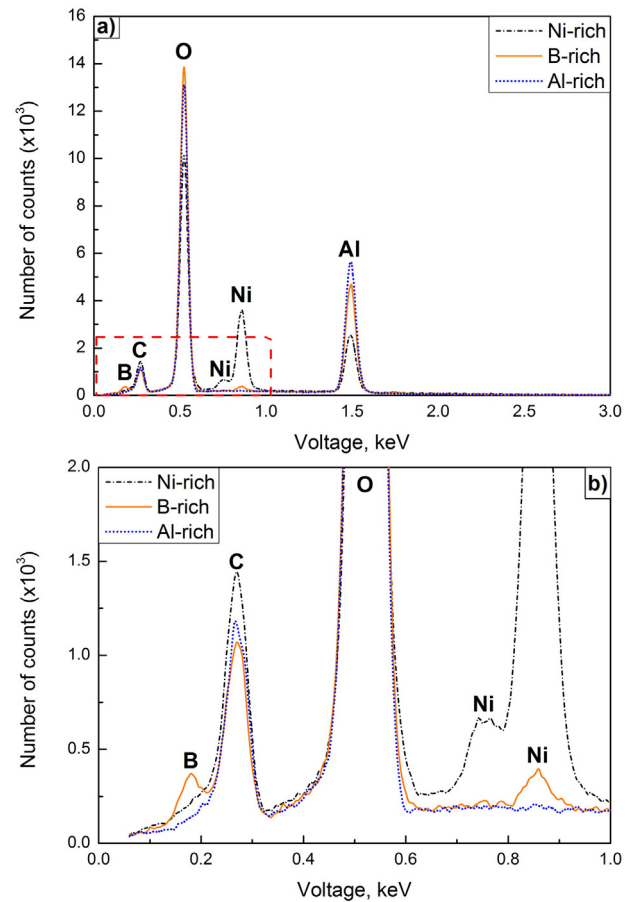 a)
16
14
12
10
8
6
4
2
0
Number of counts (x10³)
Ni-rich
B-rich
Al-rich
O
Al
Ni
C
B
Ni
0.0 0.5 1.0 1.5 2.0 2.5 3.0
Voltage, keV
b)
2.0
1.5
1.0
0.5
0.0
Number of counts (x10³)
Ni-rich
B-rich
Al-rich
O
C
Ni
B
Ni
0.0 0.2 0.4 0.6 0.8 1.0
Voltage, keV